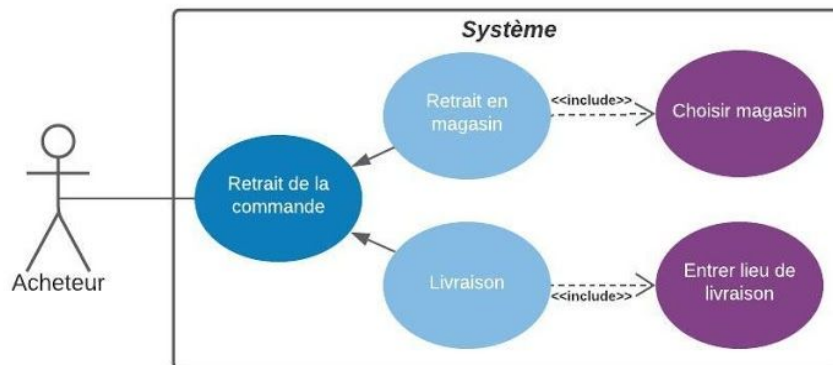 Système
Retrait en
magasin
<<include>>
Choisir magasin
Retrait de la
commande
Acheteur
Livraison
<<include>>
Entrer lieu de
livraison